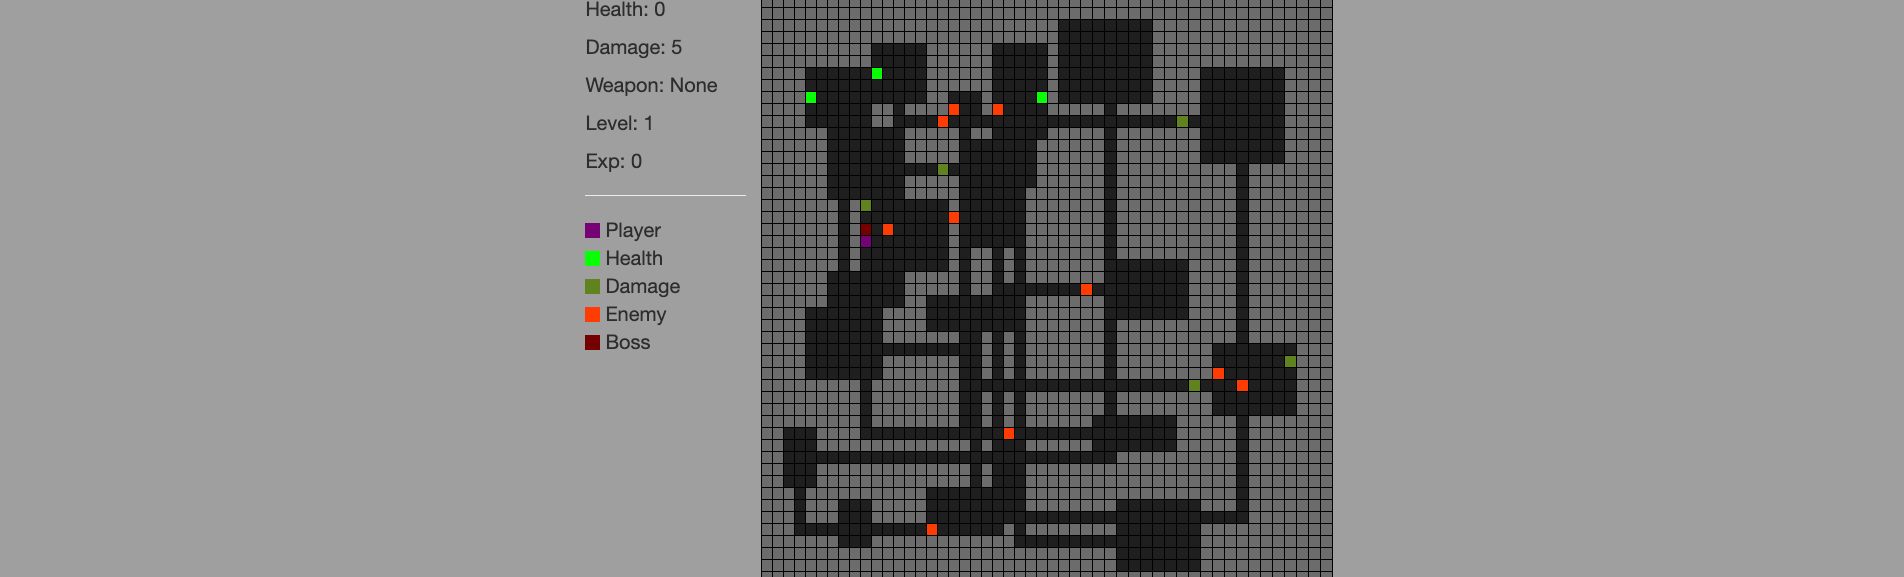 Health: 0
Damage: 5
Weapon: None
Level: 1
Exp: 0
Player
Health
Damage
Enemy
Boss